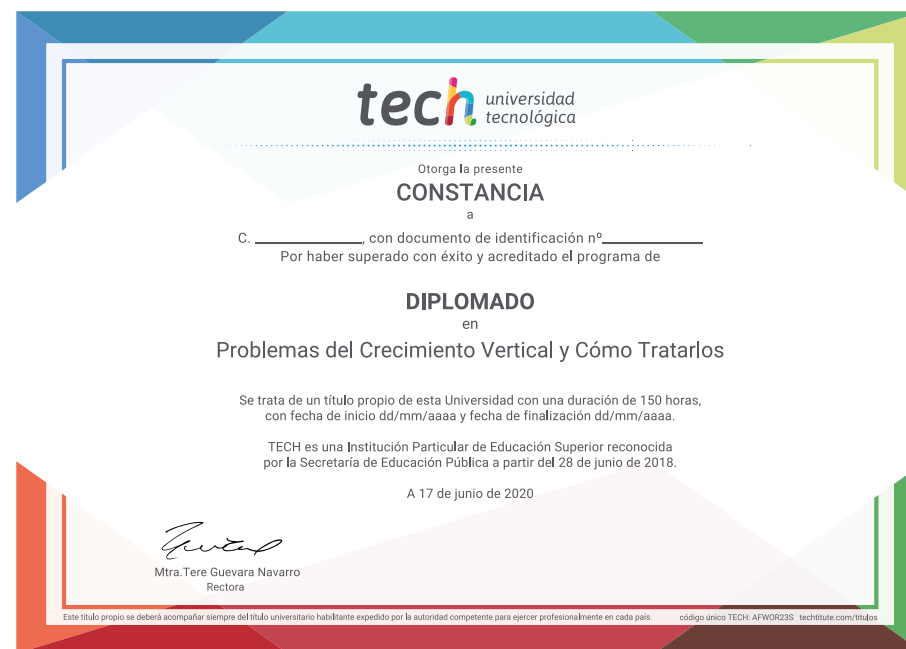 tech universidad
tecnológica
Otorga la presente
CONSTANCIA
a
C. ____________, con documento de identificación nº____________
Por haber superado con éxito y acreditado el programa de
DIPLOMADO
en
Problemas del Crecimiento Vertical y Cómo Tratarlos
Se trata de un título propio de esta Universidad con una duración de 150 horas,
con fecha de inicio dd/mm/aaaa y fecha de finalización dd/mm/aaaa.
TECH es una Institución Particular de Educación Superior reconocida
por la Secretaría de Educación Pública a partir del 28 de junio de 2018.
A 17 de junio de 2020
Mtra.Tere Guevara Navarro
Rectora
Este título propio se deberá acompañar siempre del título universitario habilitante expedido por la autoridad competente para ejercer profesionalmente en cada país. código único TECH: AFWOR23S techtitute.com/titulos